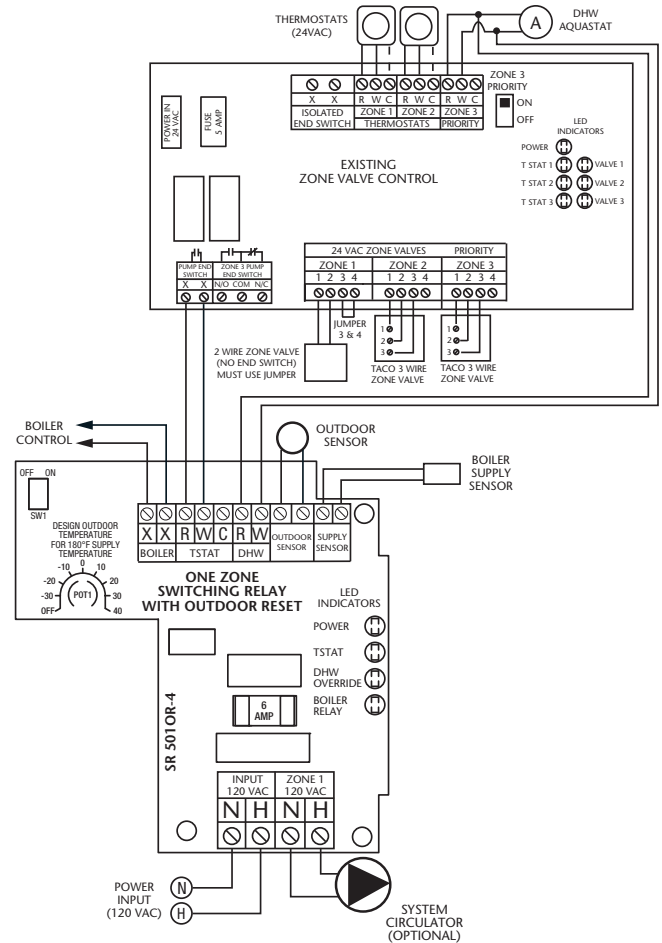 THERMOSTATS
(24VAC)
A
DHW
AQUASTAT
POWER IN
24 VAC
FUSE
5 AMP
X X
ISOLATED
END SWITCH
R W C R W C R W C
ZONE 1 ZONE 2 ZONE 3
THERMOSTATS PRIORITY
ZONE 3
PRIORITY
ON
OFF
LED
INDICATORS
POWER
T STAT 1 VALVE 1
T STAT 2 VALVE 2
T STAT 3 VALVE 3
EXISTING
ZONE VALVE CONTROL
PUMP END
SWITCH
X X
ZONE 3 PUMP
END SWITCH
N/O COM N/C
24 VAC ZONE VALVES PRIORITY
ZONE 1 ZONE 2 ZONE 3
1 2 3 4 1 2 3 4 1 2 3 4
JUMPER
3 & 4
2 WIRE ZONE VALVE
(NO END SWITCH)
MUST USE JUMPER
1
2
3
TACO 3 WIRE
ZONE VALVE
1
2
3
TACO 3 WIRE
ZONE VALVE
BOILER
CONTROL
OUTDOOR
SENSOR
BOILER
SUPPLY
SENSOR
OFF ON
SW1
DESIGN OUTDOOR
TEMPERATURE
FOR 180°F SUPPLY
TEMPERATURE
-10 0 10
-20 20
-30 30
OFF 40
POT1
X X R W C R W
BOILER TSTAT DHW
OUTDOOR
SENSOR
SUPPLY
SENSOR
ONE ZONE
SWITCHING RELAY
WITH OUTDOOR RESET
LED
INDICATORS
POWER
TSTAT
DHW
OVERRIDE
BOILER
RELAY
6
AMP
SR 501OR-4
INPUT
120 VAC
ZONE 1
120 VAC
N H N H
POWER
INPUT
(120 VAC)
N
H
SYSTEM
CIRCULATOR
(OPTIONAL)